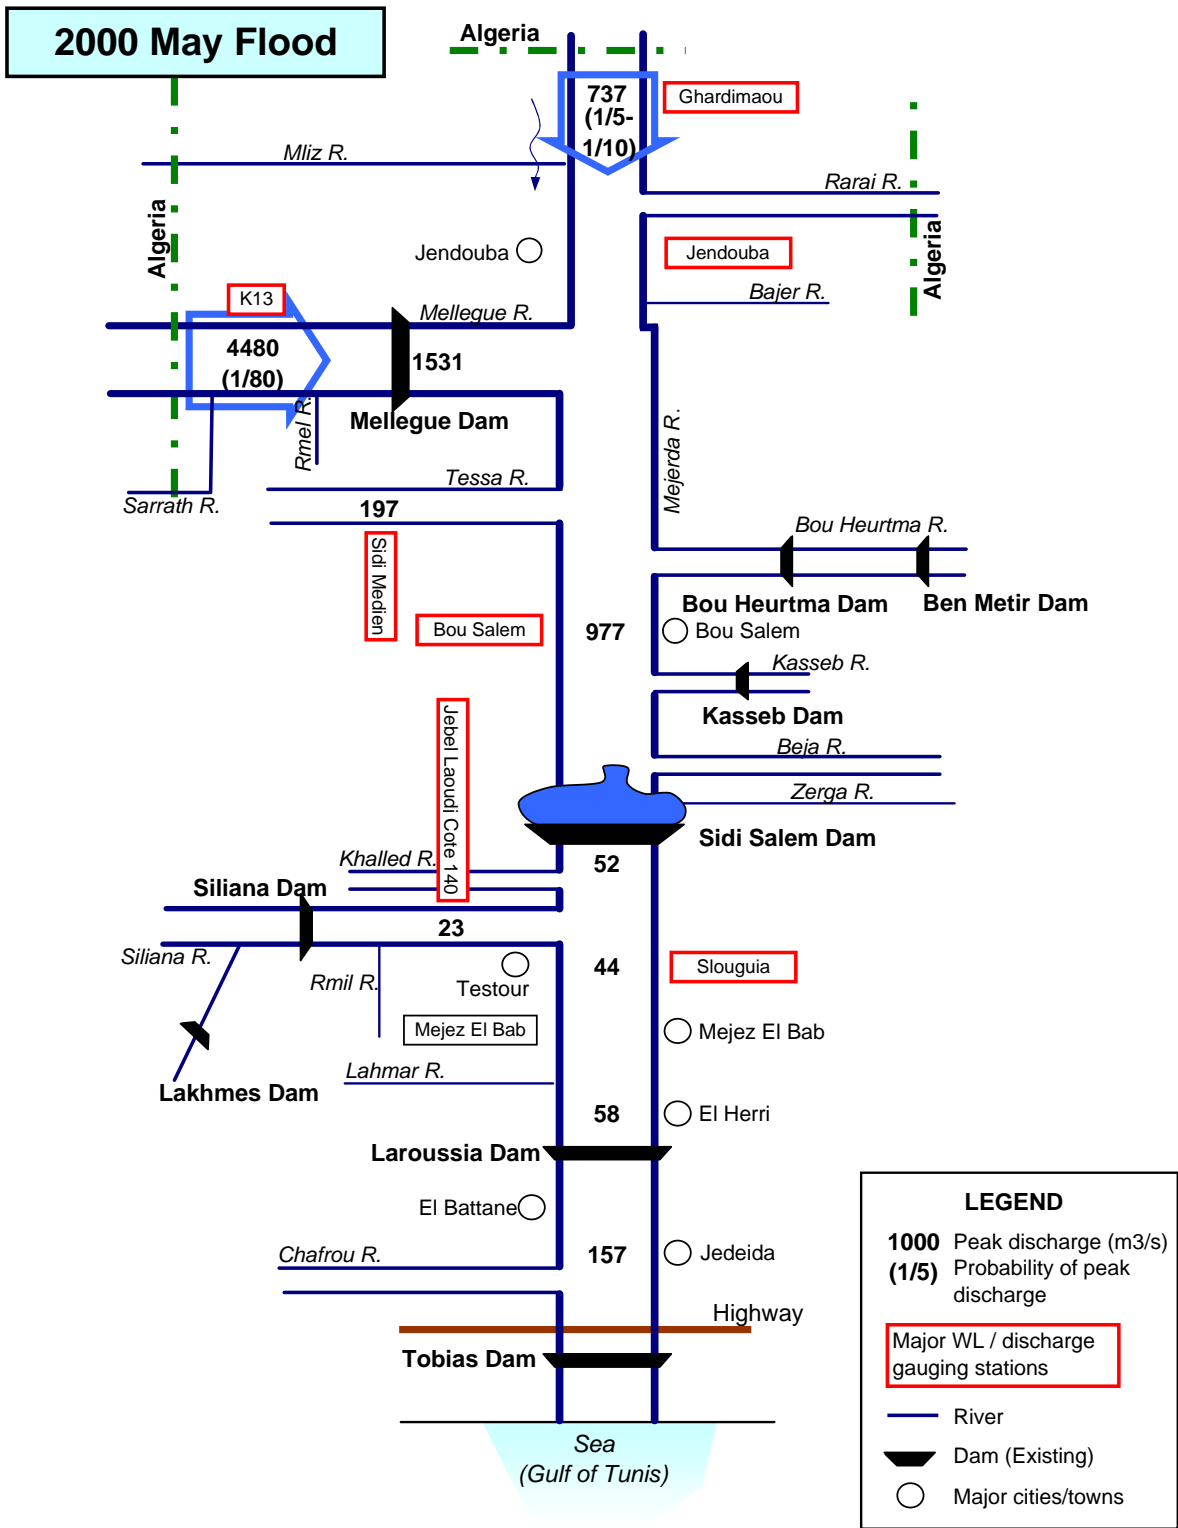 2000 May Flood
Algeria
737
(1/5-
1/10)
Ghardimaou
Mliz R.
Rarai R.
Algeria
Algeria
Jendouba
Jendouba
Bajer R.
K13
Mellegue R.
4480
(1/80)
1531
Mellegue Dam
Rmel R.
Mejerda R.
Sarrath R.
Tessa R.
197
Sidi Medien
Bou Heurtma R.
Bou Heurtma Dam
Ben Metir Dam
Bou Salem
977
Bou Salem
Kasseb R.
Kasseb Dam
Jebel Laoudi Cote 140
Beja R.
Zerga R.
Sidi Salem Dam
52
Khalled R.
Siliana Dam
23
Siliana R.
Rmil R.
Testour
44
Slouguia
Mejez El Bab
Mejez El Bab
Lakhmes Dam
Lahmar R.
58
El Herri
Laroussia Dam
El Battane
Chafrou R.
157
Jedeida
Highway
Tobias Dam
Sea
(Gulf of Tunis)
LEGEND
1000 Peak discharge (m3/s)
(1/5) Probability of peak
discharge
Major WL / discharge
gauging stations
River
Dam (Existing)
Major cities/towns